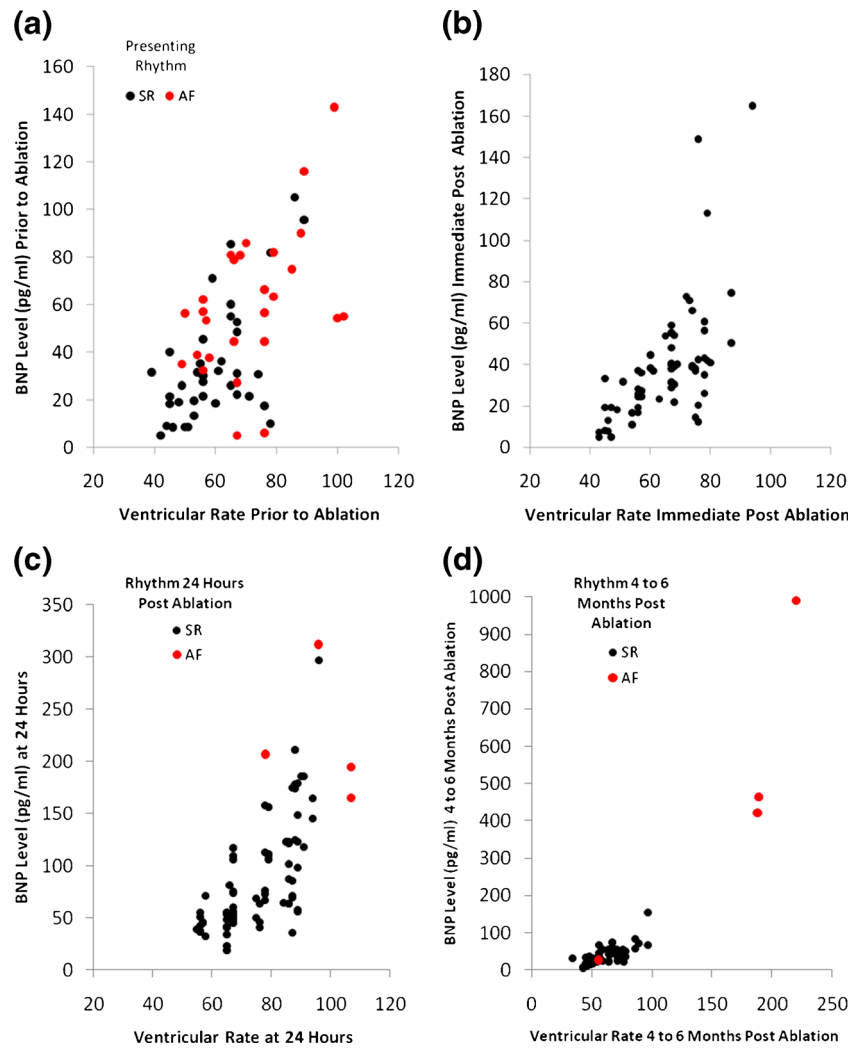 (a)
Presenting
Rhythm
SR AF
BNP Level (pg/ml) Prior to Ablation
160
140
120
100
80
60
40
20
0
20 40 60 80 100 120
Ventricular Rate Prior to Ablation
(b)
BNP Level (pg/ml) Immediate Post Ablation
180
160
140
120
100
80
60
40
20
0
20 40 60 80 100 120
Ventricular Rate Immediate Post Ablation
(c)
Rhythm 24 Hours
Post Ablation
SR
AF
BNP Level (pg/ml) at 24 Hours
350
300
250
200
150
100
50
0
20 40 60 80 100 120
Ventricular Rate at 24 Hours
(d)
Rhythm 4 to 6
Months Post
Ablation
SR
AF
BNP Level (pg/ml) 4 to 6 Months Post Ablation
1000
900
800
700
600
500
400
300
200
100
0
0 50 100 150 200 250
Ventricular Rate 4 to 6 Months Post Ablation